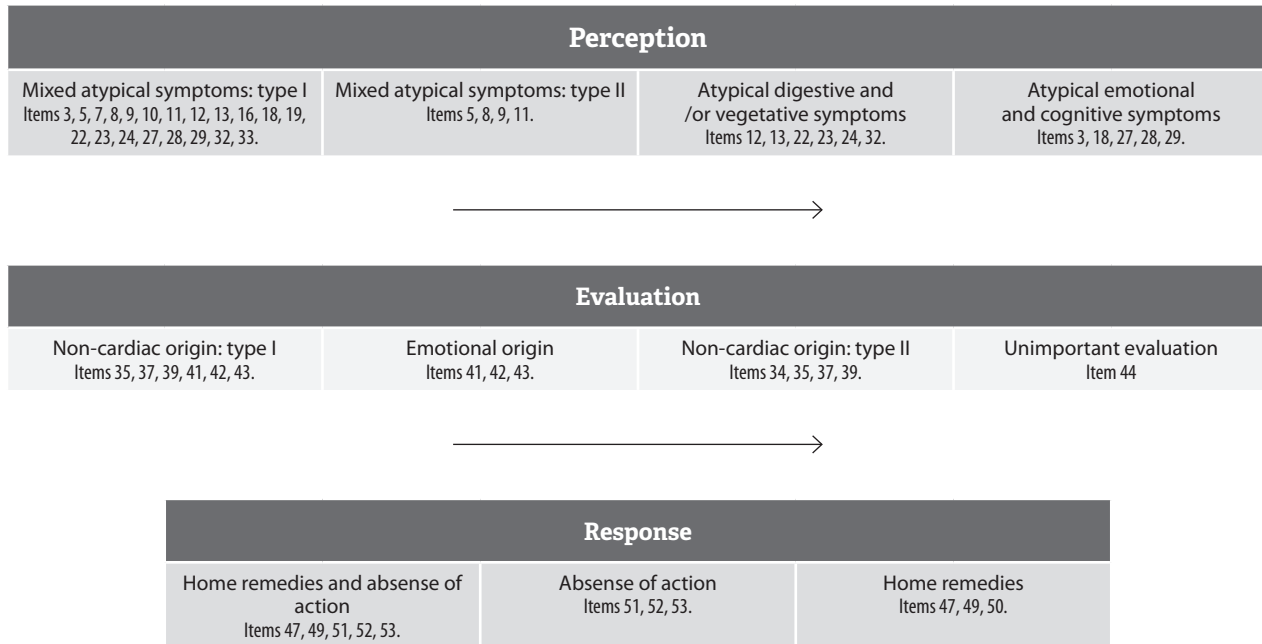 Perception
Mixed atypical symptoms: type I
Items 3, 5, 7, 8, 9, 10, 11, 12, 13, 16, 18, 19,
22, 23, 24, 27, 28, 29, 32, 33.
Mixed atypical symptoms: type II
Items 5, 8, 9, 11.
Atypical digestive and
/or vegetative symptoms
Items 12, 13, 22, 23, 24, 32.
Atypical emotional
and cognitive symptoms
Items 3, 18, 27, 28, 29.
Evaluation
Non-cardiac origin: type I
Items 35, 37, 39, 41, 42, 43.
Emotional origin
Items 41, 42, 43.
Non-cardiac origin: type II
Items 34, 35, 37, 39.
Unimportant evaluation
Item 44
Response
Home remedies and absense of
action
Items 47, 49, 51, 52, 53.
Absense of action
Items 51, 52, 53.
Home remedies
Items 47, 49, 50.